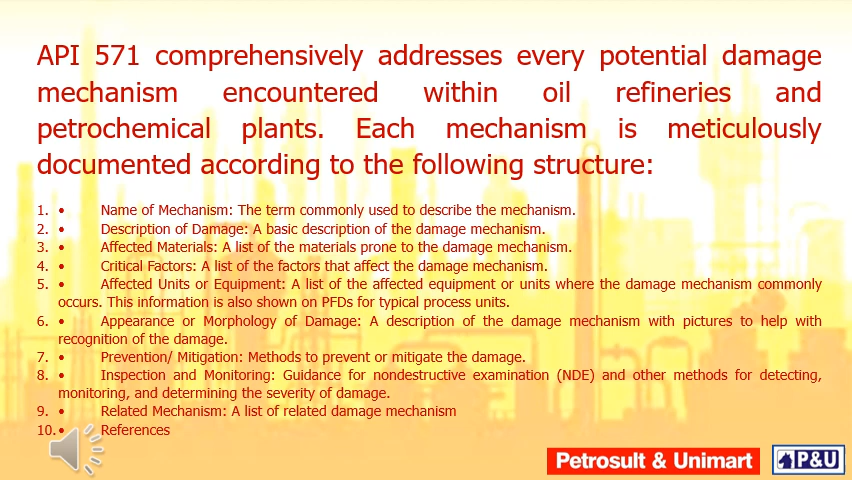 API 571 comprehensively addresses every potential damage
mechanism encountered within oil refineries and
petrochemical plants. Each mechanism is meticulously
documented according to the following structure:
1. • Name of Mechanism: The term commonly used to describe the mechanism.
2. • Description of Damage: A basic description of the damage mechanism.
3. • Affected Materials: A list of the materials prone to the damage mechanism.
4. • Critical Factors: A list of the factors that affect the damage mechanism.
5. • Affected Units or Equipment: A list of the affected equipment or units where the damage mechanism commonly
occurs. This information is also shown on PFDs for typical process units.
6. • Appearance or Morphology of Damage: A description of the damage mechanism with pictures to help with
recognition of the damage.
7. • Prevention/ Mitigation: Methods to prevent or mitigate the damage.
8. • Inspection and Monitoring: Guidance for nondestructive examination (NDE) and other methods for detecting,
monitoring, and determining the severity of damage.
9. • Related Mechanism: A list of related damage mechanism
10. • References
Petrosult & Unimart
P&U